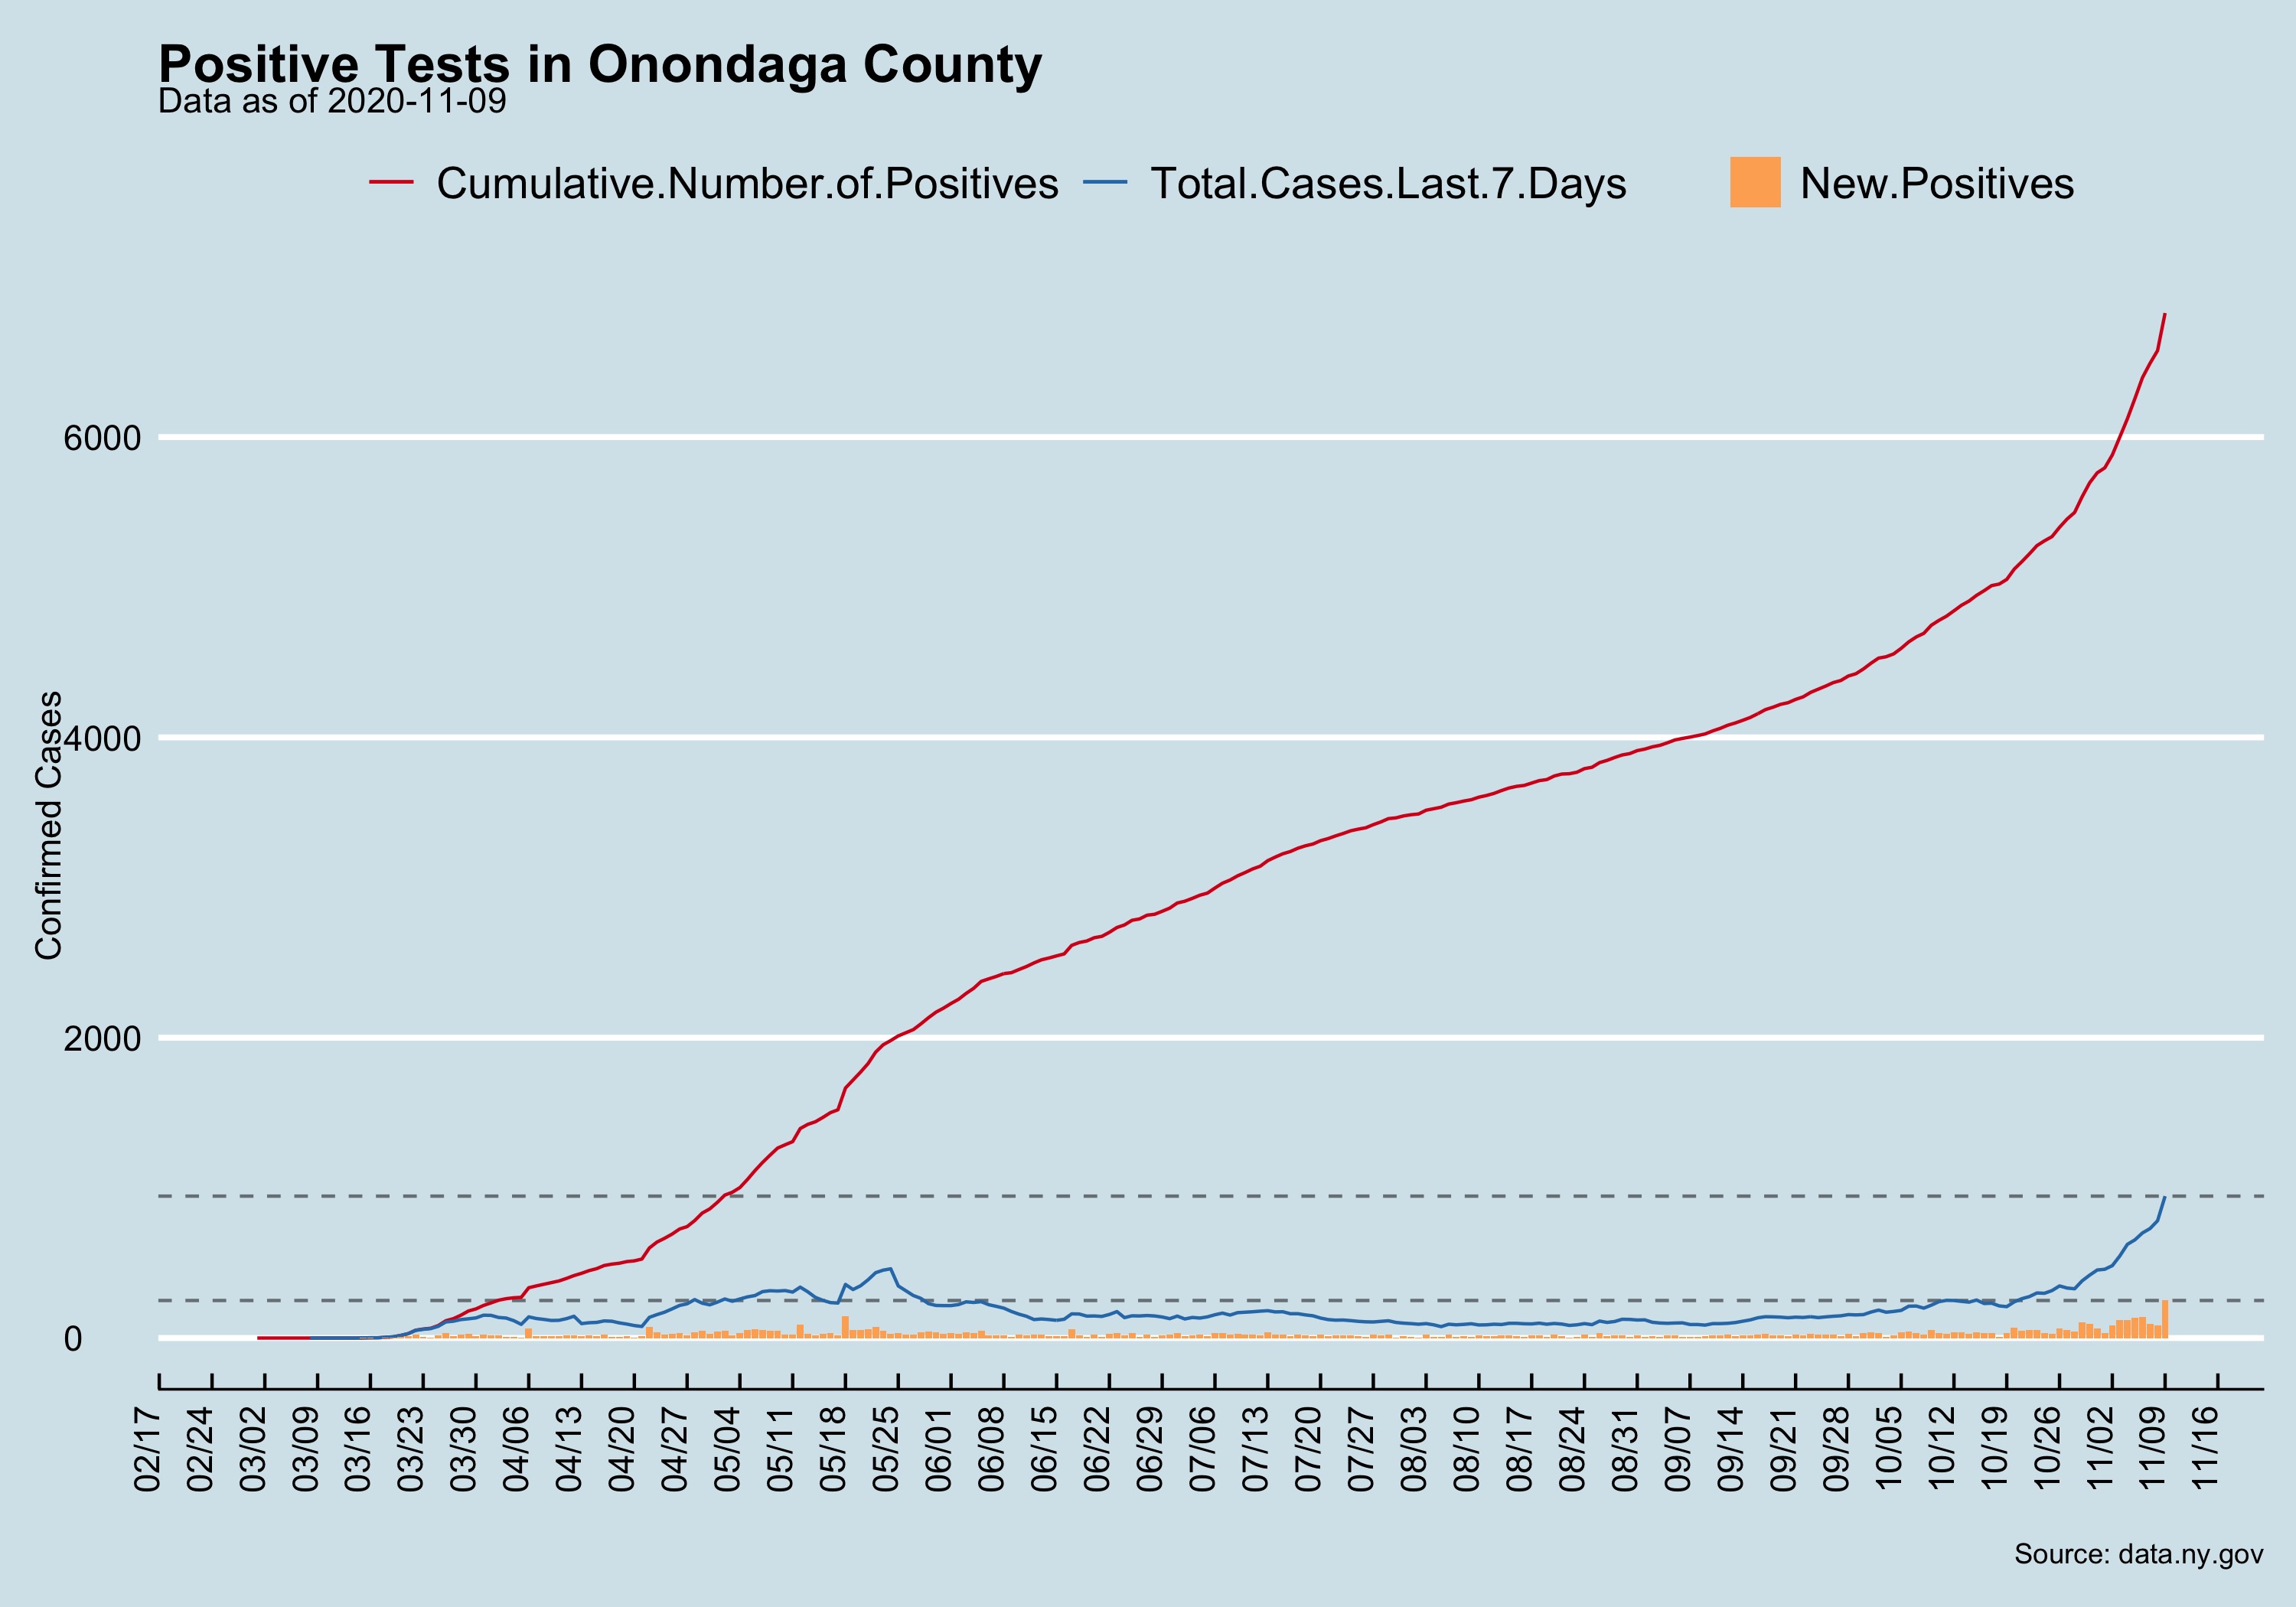 Positive Tests in Onondaga County
Data as of 2020-11-09
Cumulative.Number.of.Positives Total.Cases.Last.7.Days New.Positives
Confirmed Cases
6000
4000
2000
0
02/17 02/24 03/02 03/09 03/16 03/23 03/30 04/06 04/13 04/20 04/27 05/04 05/11 05/18 05/25 06/01 06/08 06/15 06/22 06/29 07/06 07/13 07/20 07/27 08/03 08/10 08/17 08/24 08/31 09/07 09/14 09/21 09/28 10/05 10/12 10/19 10/26 11/02 11/09 11/16
Source: data.ny.gov